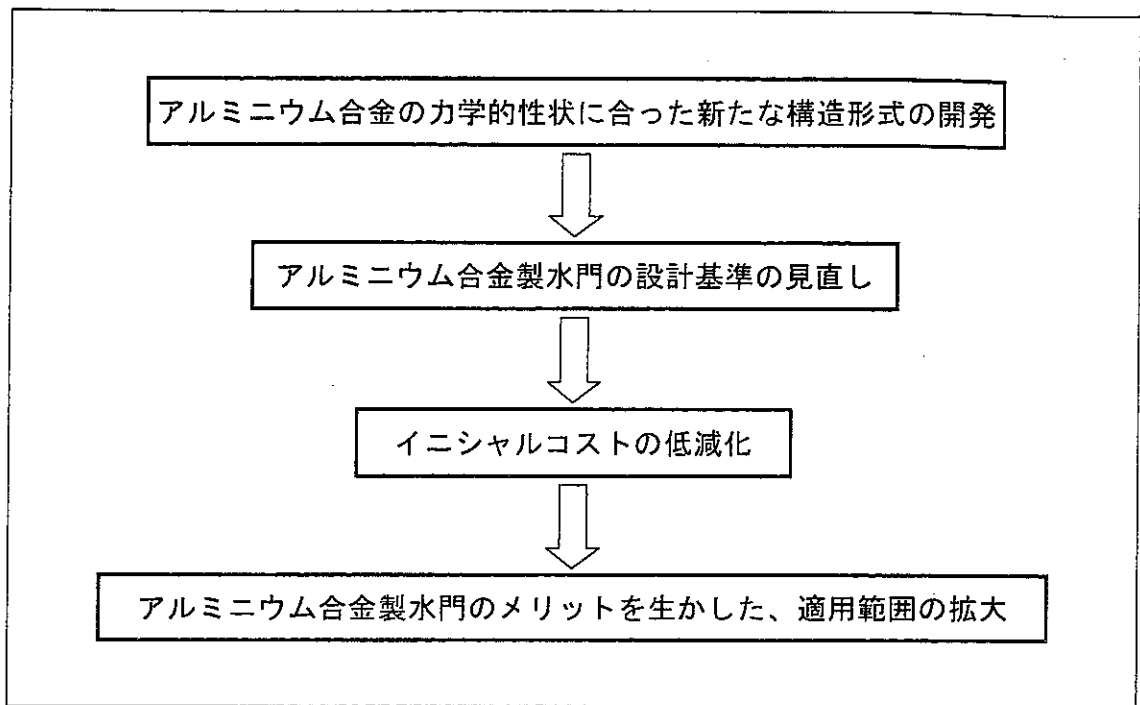 アルミニウム合金の力学的性状に合った新たな構造形式の開発
アルミニウム合金製水門の設計基準の見直し
イニシャルコストの低減化
アルミニウム合金製水門のメリットを生かした、適用範囲の拡大